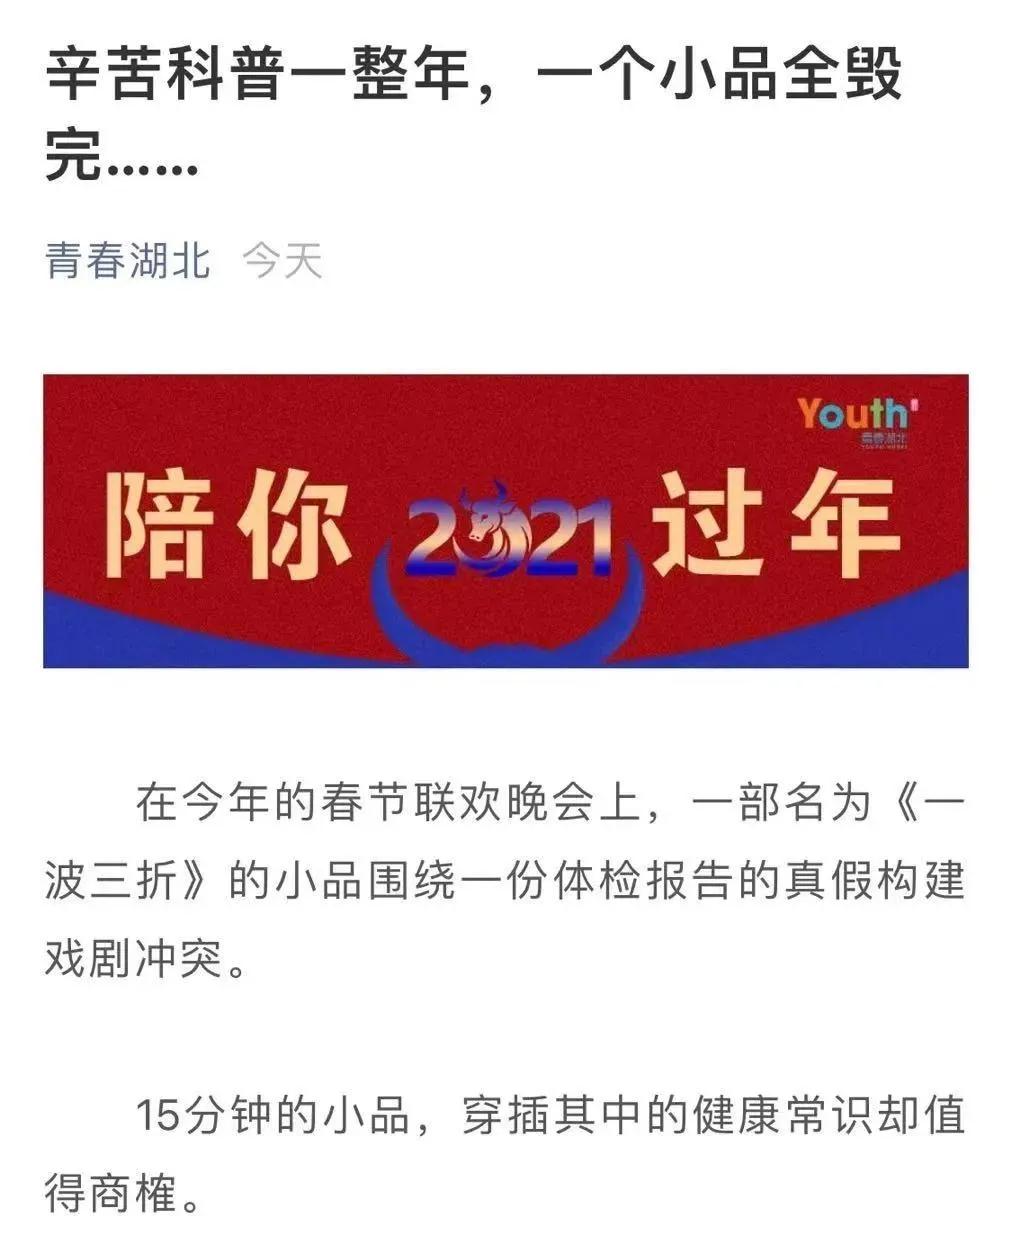 辛苦科普一整年，一个小品全毁
完……
青春湖北 今天
Youth
青春湖北
陪你 2021 过年
在今年的春节联欢晚会上，一部名为《一
波三折》的小品围绕一份体检报告的真假构建
戏剧冲突。
15分钟的小品，穿插其中的健康常识却值
得商榷。